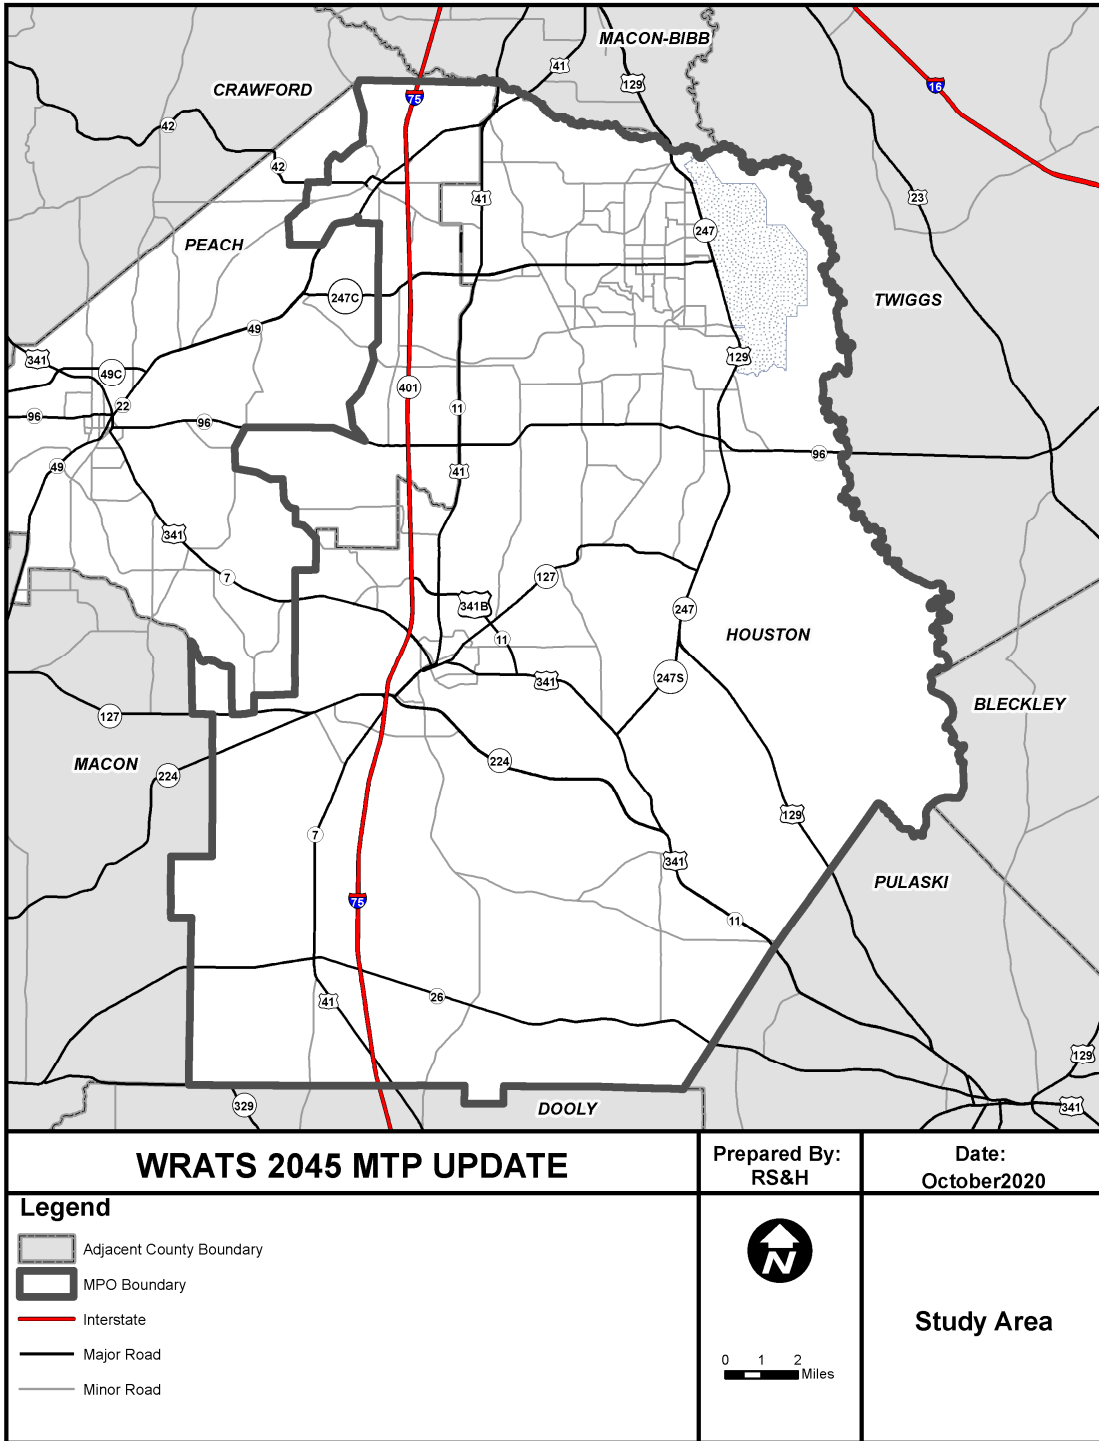 MACON-BIBB
41
129
CRAWFORD
75
16
42
42
23
41
PEACH
247
247C
TWIGGS
49
341
129
49C
401
22
11
96
96
96
49
41
341
7
127
341B
247
11
HOUSTON
341
247S
BLECKLEY
127
MACON
224
224
129
7
341
PULASKI
75
11
41
26
129
329
DOOLY
341
WRATS 2045 MTP UPDATE
Prepared By:
RS&H
Date:
October2020
Legend
Adjacent County Boundary
MPO Boundary
Interstate
Major Road
Minor Road
N
0 1 2
Miles
Study Area